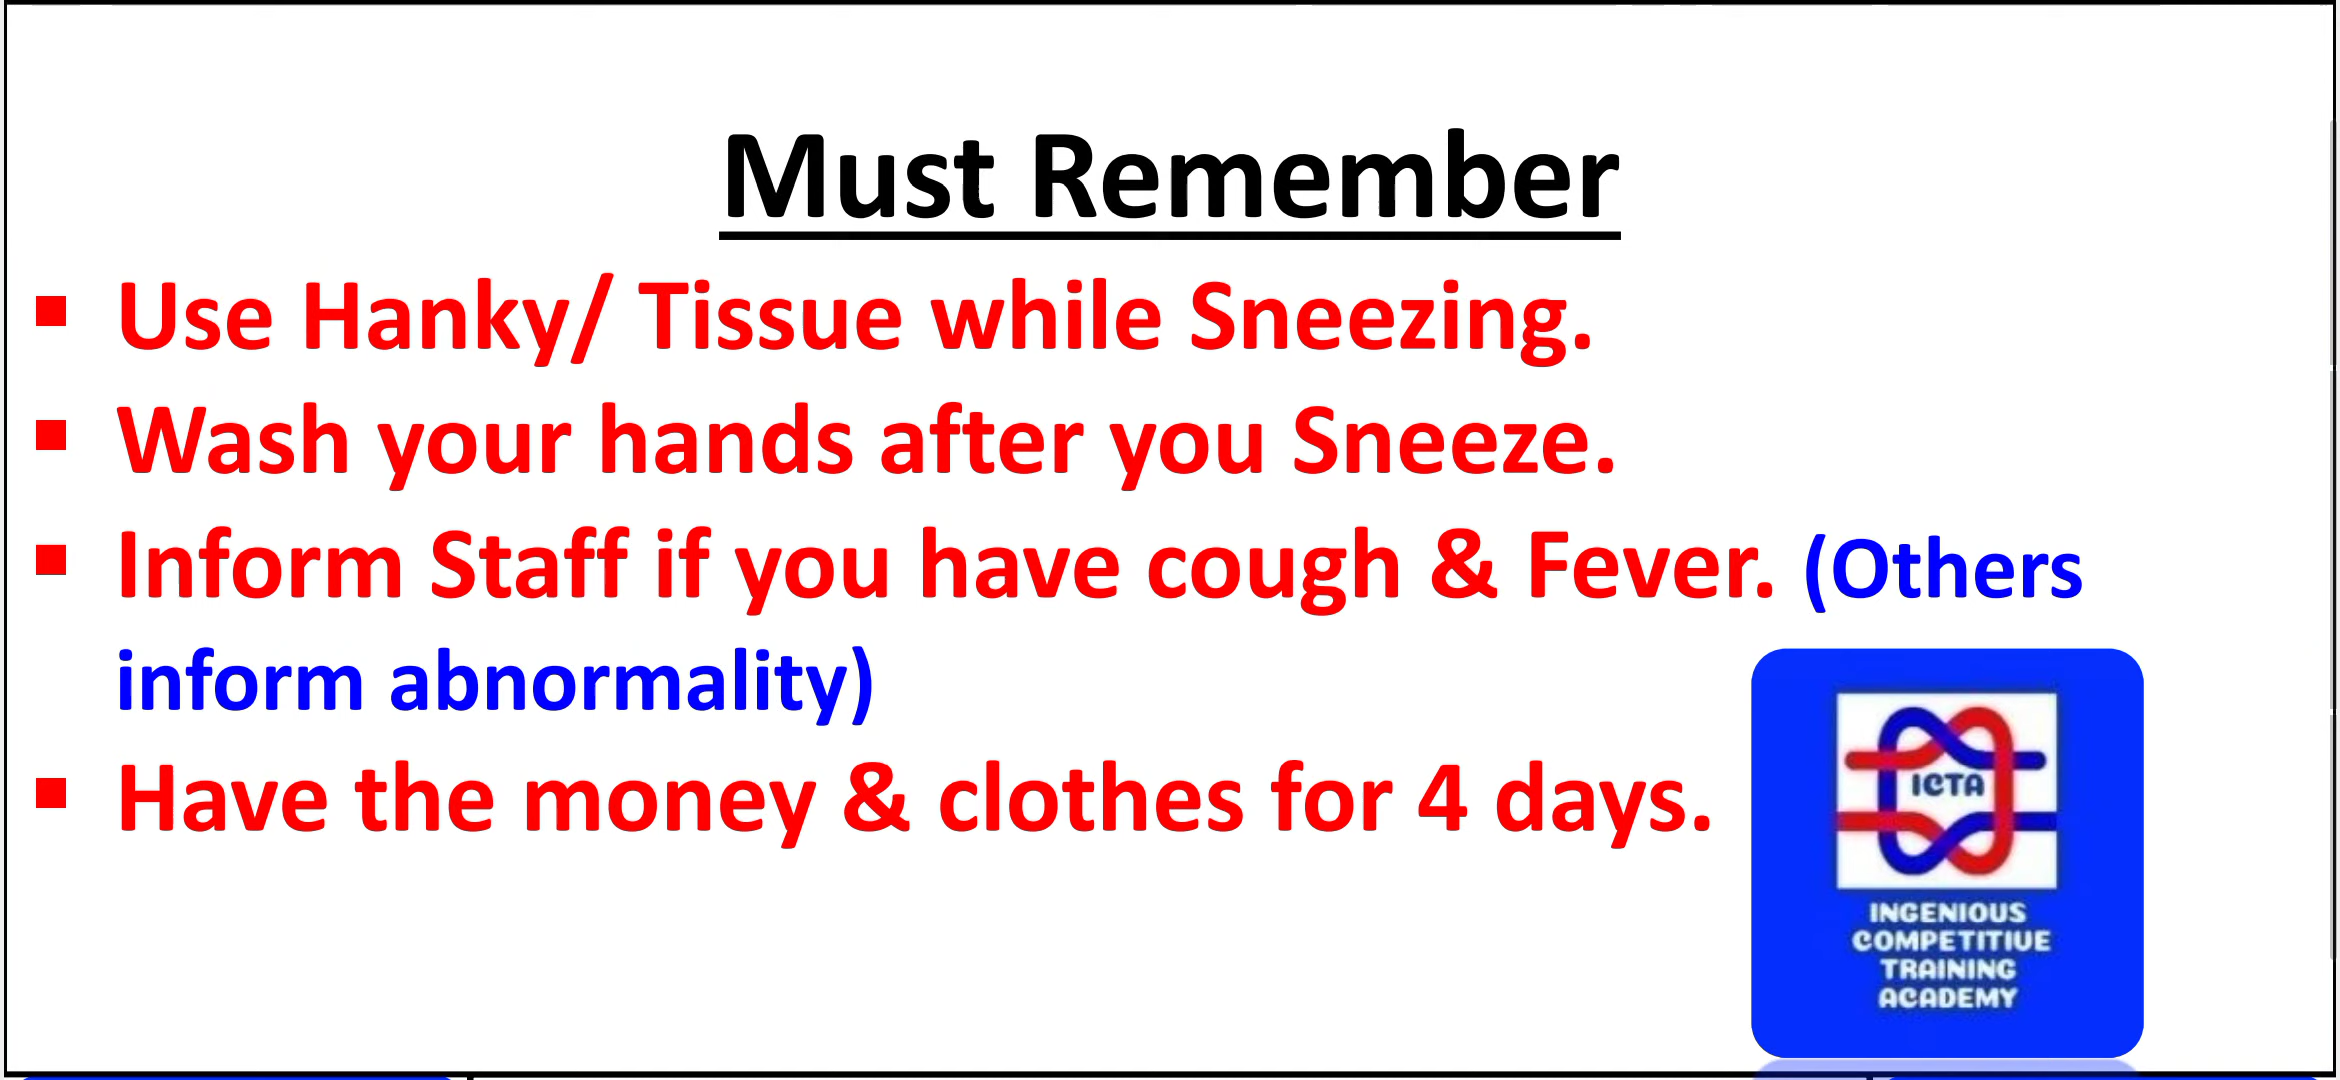 Must Remember
▪ Use Hanky/ Tissue while Sneezing.
▪ Wash your hands after you Sneeze.
▪ Inform Staff if you have cough & Fever. (Others
inform abnormality)
▪ Have the money & clothes for 4 days.
ICTA
INGENIOUS
COMPETITIUE
TRAINING
ACADEMY